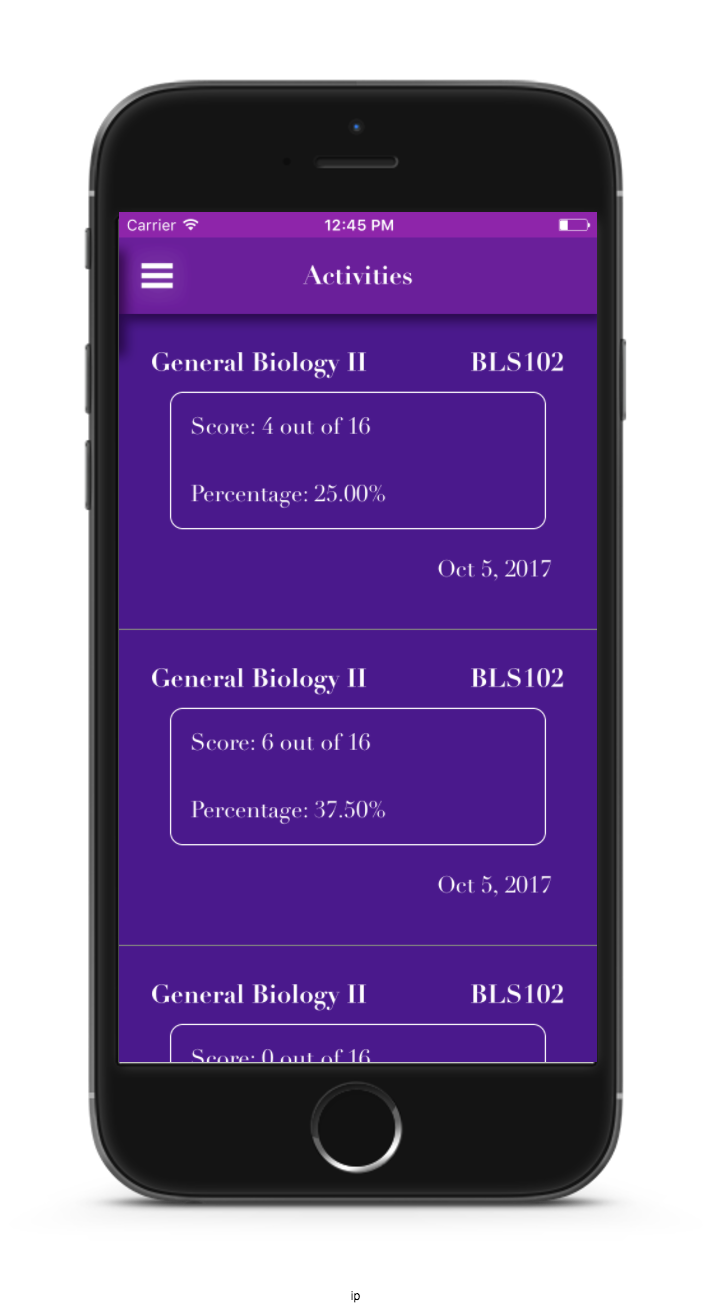 Carrier 12:45 PM
Activities
General Biology II BLS102
Score: 4 out of 16
Percentage: 25.00%
Oct 5, 2017
General Biology II BLS102
Score: 6 out of 16
Percentage: 37.50%
Oct 5, 2017
General Biology II BLS102
Score: 0 out of 16
ip